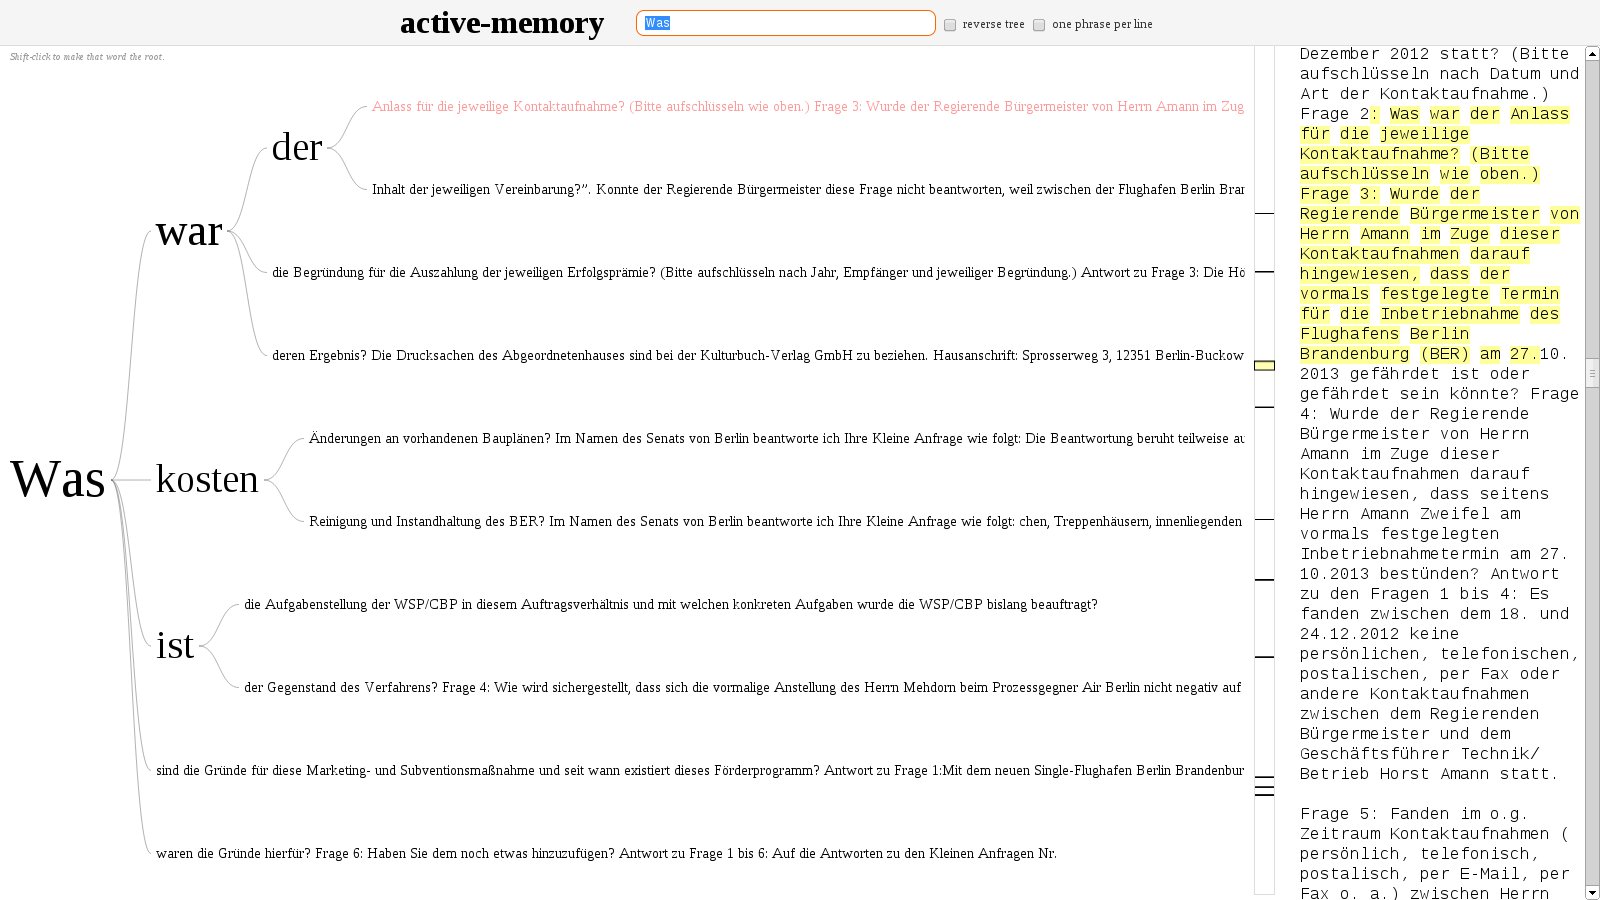 active-memory
Was
reverse tree
one phrase per line
Shift-click to make that word the root.
Anlass für die jeweilige Kontaktaufnahme? (Bitte aufschlüsseln wie oben.) Frage 3: Wurde der Regierende Bürgermeister von Herrn Amann im Zug
der
Inhalt der jeweiligen Vereinbarung?”. Konnte der Regierende Bürgermeister diese Frage nicht beantworten, weil zwischen der Flughafen Berlin Bran
war
die Begründung für die Auszahlung der jeweiligen Erfolgsprämie? (Bitte aufschlüsseln nach Jahr, Empfänger und jeweiliger Begründung.) Antwort zu Frage 3: Die Hö
deren Ergebnis? Die Drucksachen des Abgeordnetenhauses sind bei der Kulturbuch-Verlag GmbH zu beziehen. Hausanschrift: Sprosserweg 3, 12351 Berlin-Buckow
Änderungen an vorhandenen Bauplänen? Im Namen des Senats von Berlin beantworte ich Ihre Kleine Anfrage wie folgt: Die Beantwortung beruht teilweise au
Was
kosten
Reinigung und Instandhaltung des BER? Im Namen des Senats von Berlin beantworte ich Ihre Kleine Anfrage wie folgt: chen, Treppenhäusern, innenliegenden
die Aufgabenstellung der WSP/CBP in diesem Auftragsverhältnis und mit welchen konkreten Aufgaben wurde die WSP/CBP bislang beauftragt?
ist
der Gegenstand des Verfahrens? Frage 4: Wie wird sichergestellt, dass sich die vormalige Anstellung des Herrn Mehdorn beim Prozessgegner Air Berlin nicht negativ auf
sind die Gründe für diese Marketing- und Subventionsmaßnahme und seit wann existiert dieses Förderprogramm? Antwort zu Frage 1:Mit dem neuen Single-Flughafen Berlin Brandenbur
waren die Gründe hierfür? Frage 6: Haben Sie dem noch etwas hinzuzufügen? Antwort zu Frage 1 bis 6: Auf die Antworten zu den Kleinen Anfragen Nr.
Dezember 2012 statt? (Bitte
aufschlüsseln nach Datum und
Art der Kontaktaufnahme.)
Frage 2: Was war der Anlass
für die jeweilige
Kontaktaufnahme? (Bitte
aufschlüsseln wie oben.)
Frage 3: Wurde der
Regierende Bürgermeister von
Herrn Amann im Zuge dieser
Kontaktaufnahmen darauf
hingewiesen, dass der
vormals festgelegte Termin
für die Inbetriebnahme des
Flughafens Berlin
Brandenburg (BER) am 27.10.
2013 gefährdet ist oder
gefährdet sein könnte? Frage
4: Wurde der Regierende
Bürgermeister von Herrn
Amann im Zuge dieser
Kontaktaufnahmen darauf
hingewiesen, dass seitens
Herrn Amann Zweifel am
vormals festgelegten
Inbetriebnahmetermin am 27.
10.2013 bestünden? Antwort
zu den Fragen 1 bis 4: Es
fanden zwischen dem 18. und
24.12.2012 keine
persönlichen, telefonischen,
postalischen, per Fax oder
andere Kontaktaufnahmen
zwischen dem Regierenden
Bürgermeister und dem
Geschäftsführer Technik/
Betrieb Horst Amann statt.
Frage 5: Fanden im o.g.
Zeitraum Kontaktaufnahmen (
persönlich, telefonisch,
postalisch, per E-Mail, per
Fax o. a.) zwischen Herrn